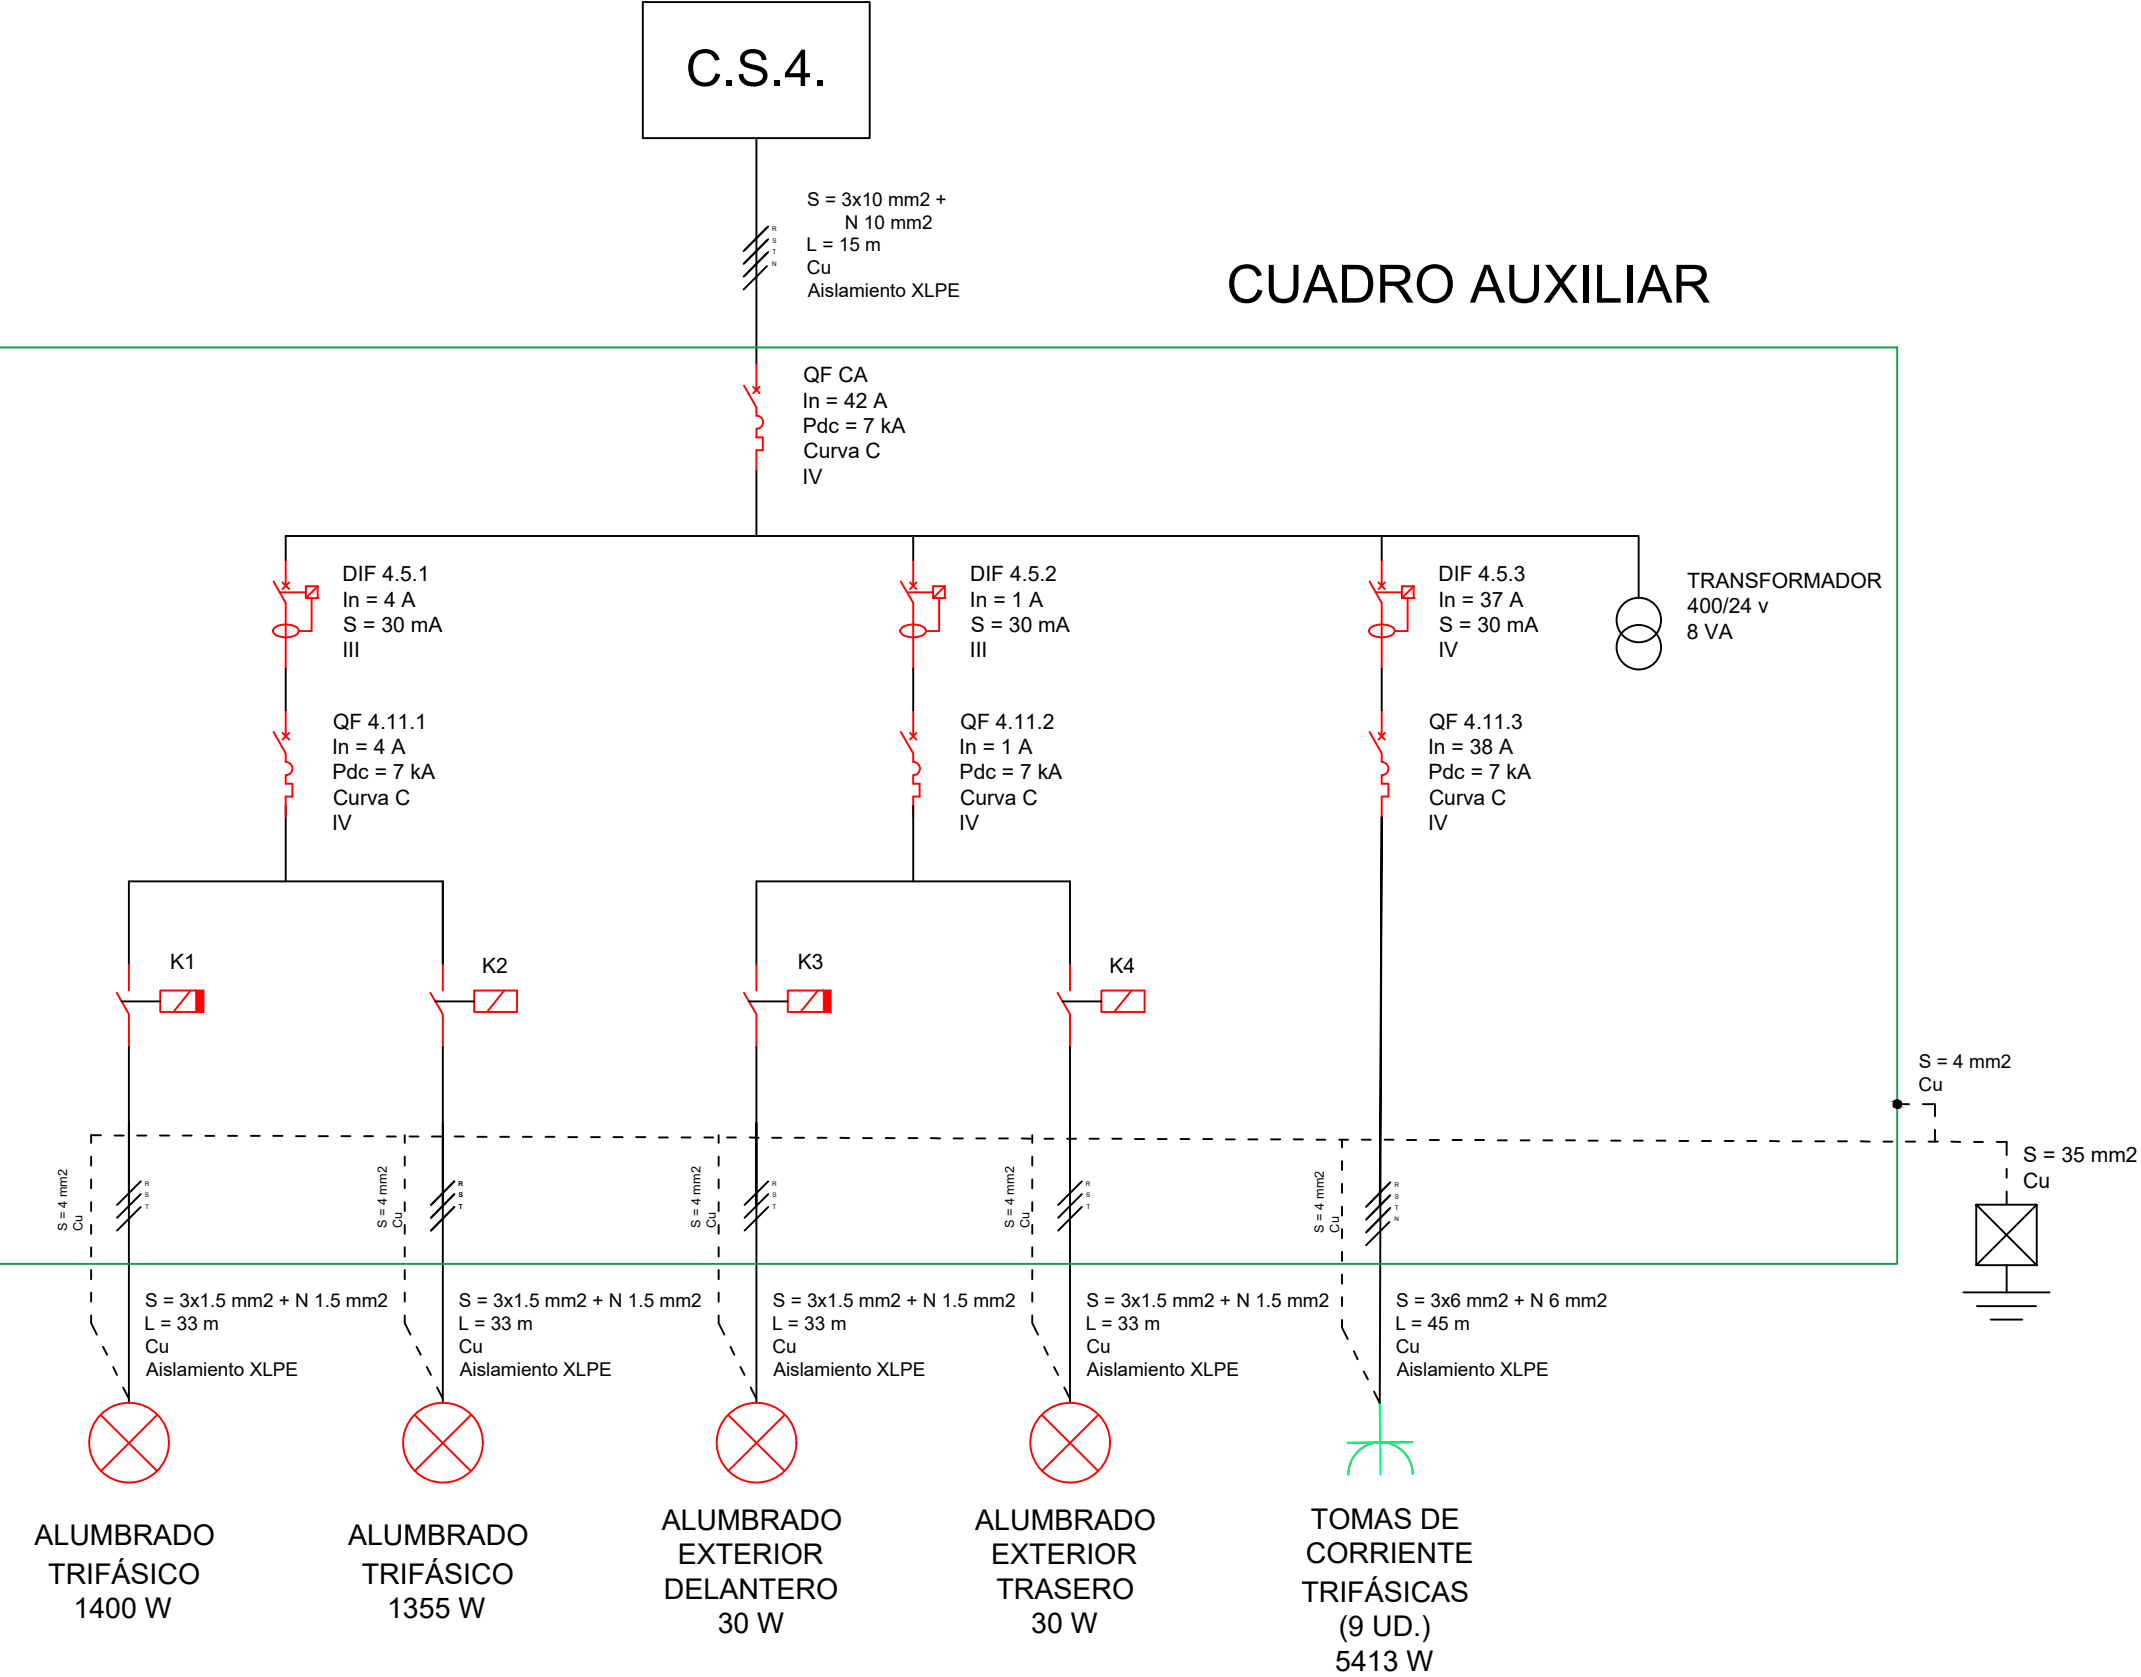 C.S.4.
S = 3x10 mm2 +
N 10 mm2
L = 15 m
Cu
Aislamiento XLPE
R
S
T
N
CUADRO AUXILIAR
QF CA
In = 42 A
Pdc = 7 kA
Curva C
IV
DIF 4.5.1
In = 4 A
S = 30 mA
III
DIF 4.5.2
In = 1 A
S = 30 mA
III
DIF 4.5.3
In = 37 A
S = 30 mA
IV
TRANSFORMADOR
400/24 v
8 VA
QF 4.11.1
In = 4 A
Pdc = 7 kA
Curva C
IV
QF 4.11.2
In = 1 A
Pdc = 7 kA
Curva C
IV
QF 4.11.3
In = 38 A
Pdc = 7 kA
Curva C
IV
K1
K2
K3
K4
S = 4 mm2
Cu
S = 35 mm2
Cu
S = 4 mm2
Cu
R
S
T
S = 4 mm2
Cu
R
S
T
S = 4 mm2
Cu
R
S
T
S = 4 mm2
Cu
R
S
T
S = 4 mm2
Cu
R
S
T
N
S = 3x1.5 mm2 + N 1.5 mm2
L = 33 m
Cu
Aislamiento XLPE
S = 3x1.5 mm2 + N 1.5 mm2
L = 33 m
Cu
Aislamiento XLPE
S = 3x1.5 mm2 + N 1.5 mm2
L = 33 m
Cu
Aislamiento XLPE
S = 3x1.5 mm2 + N 1.5 mm2
L = 33 m
Cu
Aislamiento XLPE
S = 3x6 mm2 + N 6 mm2
L = 45 m
Cu
Aislamiento XLPE
ALUMBRADO
TRIFÁSICO
1400 W
ALUMBRADO
TRIFÁSICO
1355 W
ALUMBRADO
EXTERIOR
DELANTERO
30 W
ALUMBRADO
EXTERIOR
TRASERO
30 W
TOMAS DE
CORRIENTE
TRIFÁSICAS
(9 UD.)
5413 W